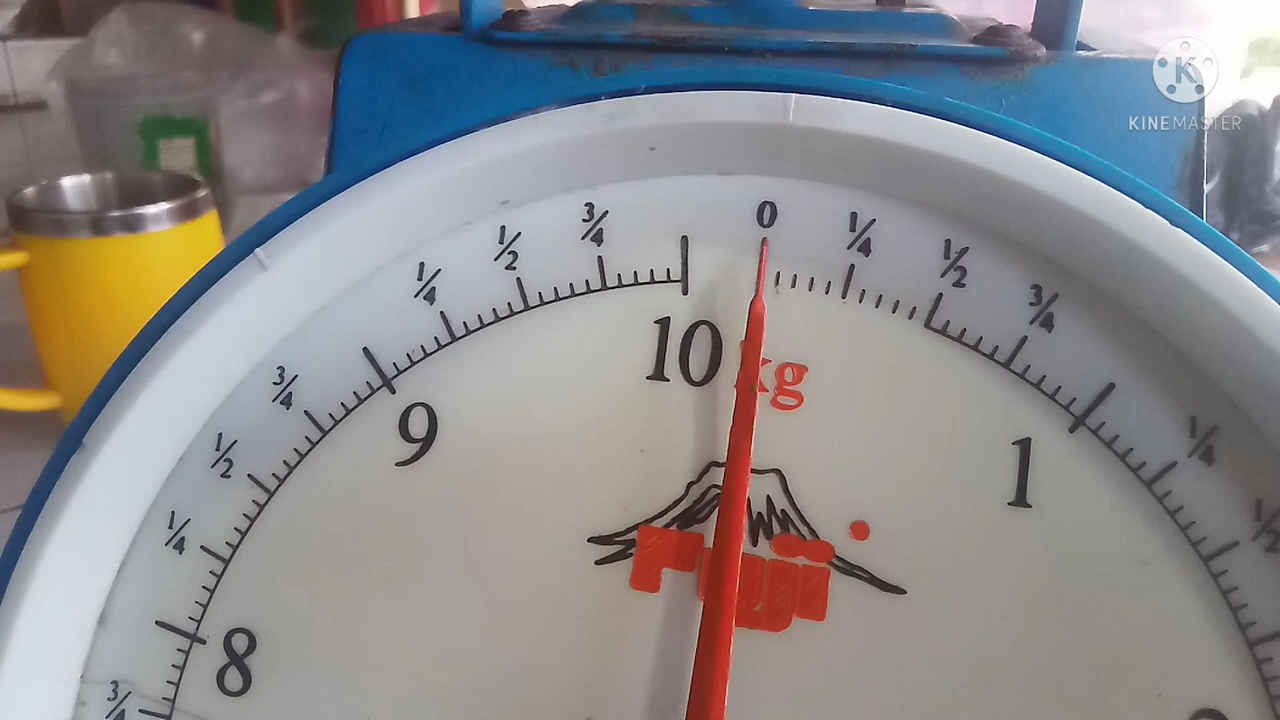 KINEMASTER
0
¼ ½ ¾
¼ ½ ¾
10 kg
9
1
¾
½
¼
¼
½
8
¾